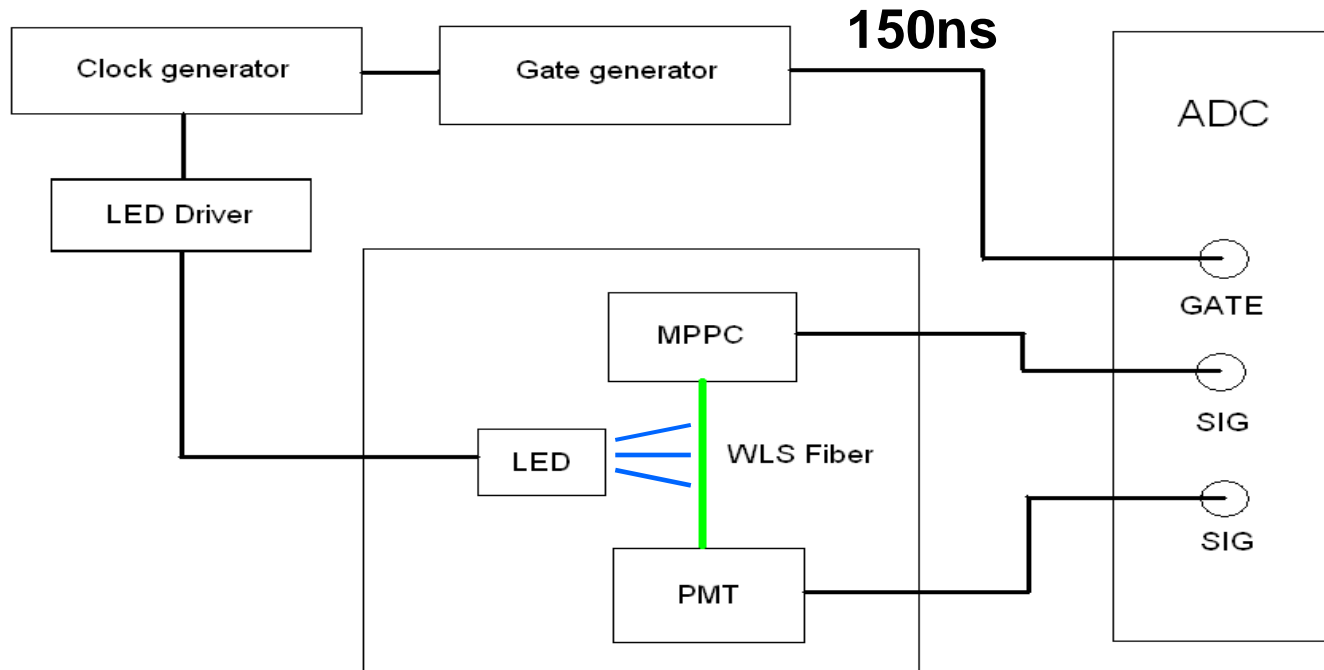 150ns
Clock generator
Gate generator
ADC
LED Driver
GATE
MPPC
SIG
LED
WLS Fiber
SIG
PMT